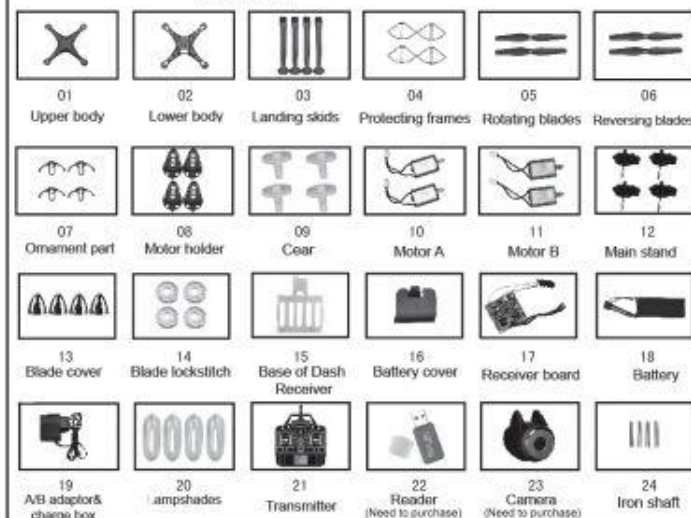 01 02 03 04 05 06
Upper body Lower body Landing skids Protecting frames Rotating blades Reversing blades
07 08 09 10 11 12
Ornament part Motor holder Cear Motor A Motor B Main stand
13 14 15 16 17 18
Blade cover Blade lockstitch Base of Dash Battery cover Receiver board Battery
Receiver
19 20 21 22 23 24
A/B adaptor& ampshades Transmitter Reader Camera Iron shaft
charge box (Need to purchase) (Need to purchase)